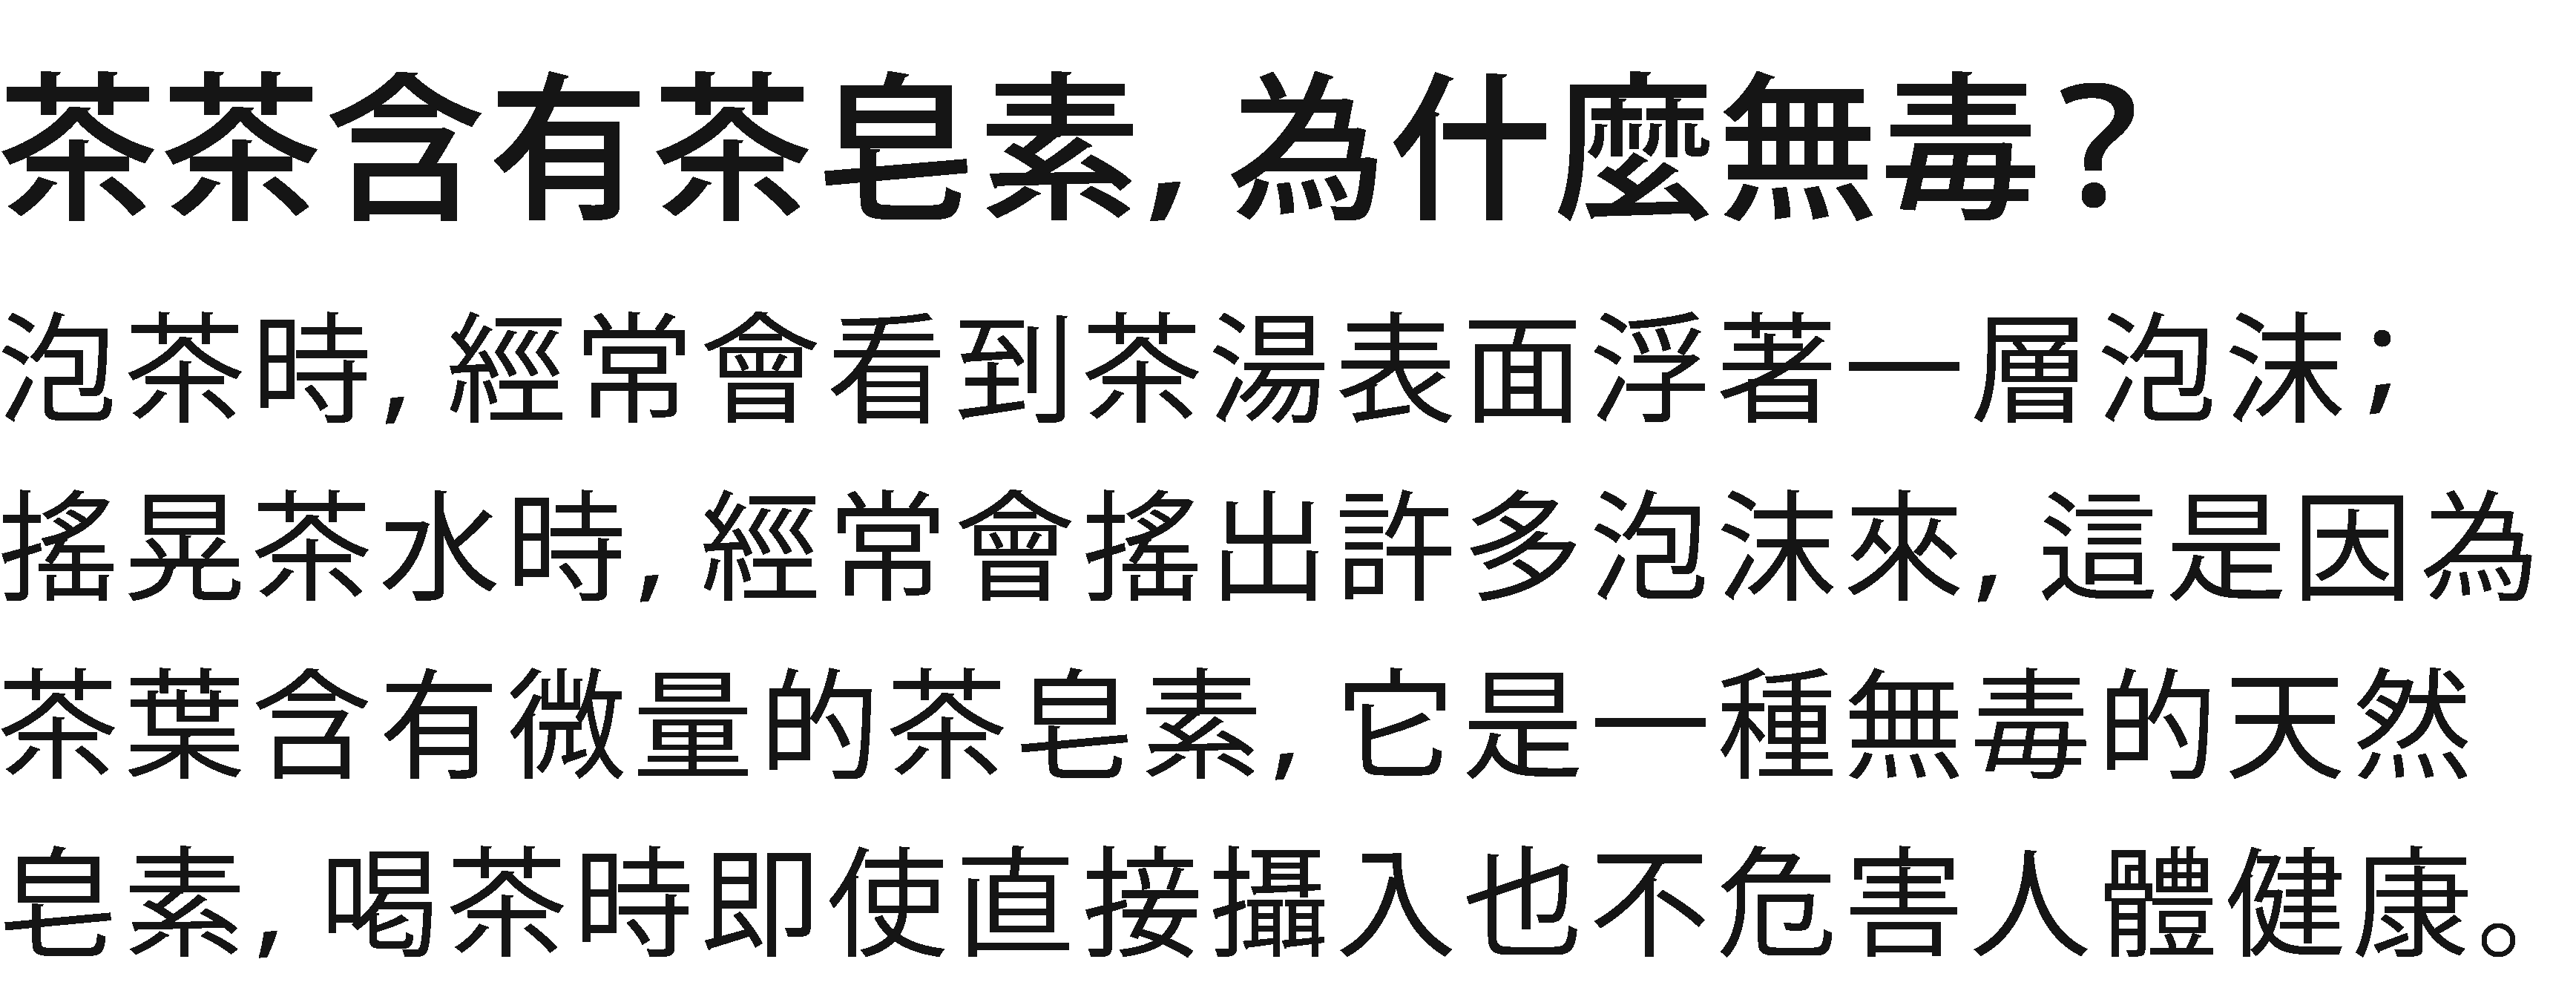 茶茶含有茶皂素，為什麼無毒？
泡茶時，經常會看到茶湯表面浮著一層泡沫；
搖晃茶水時，經常會搖出許多泡沫來，這是因為
茶葉含有微量的茶皂素，它是一種無毒的天然
皂素，喝茶時即使直接攝入也不危害人體健康。